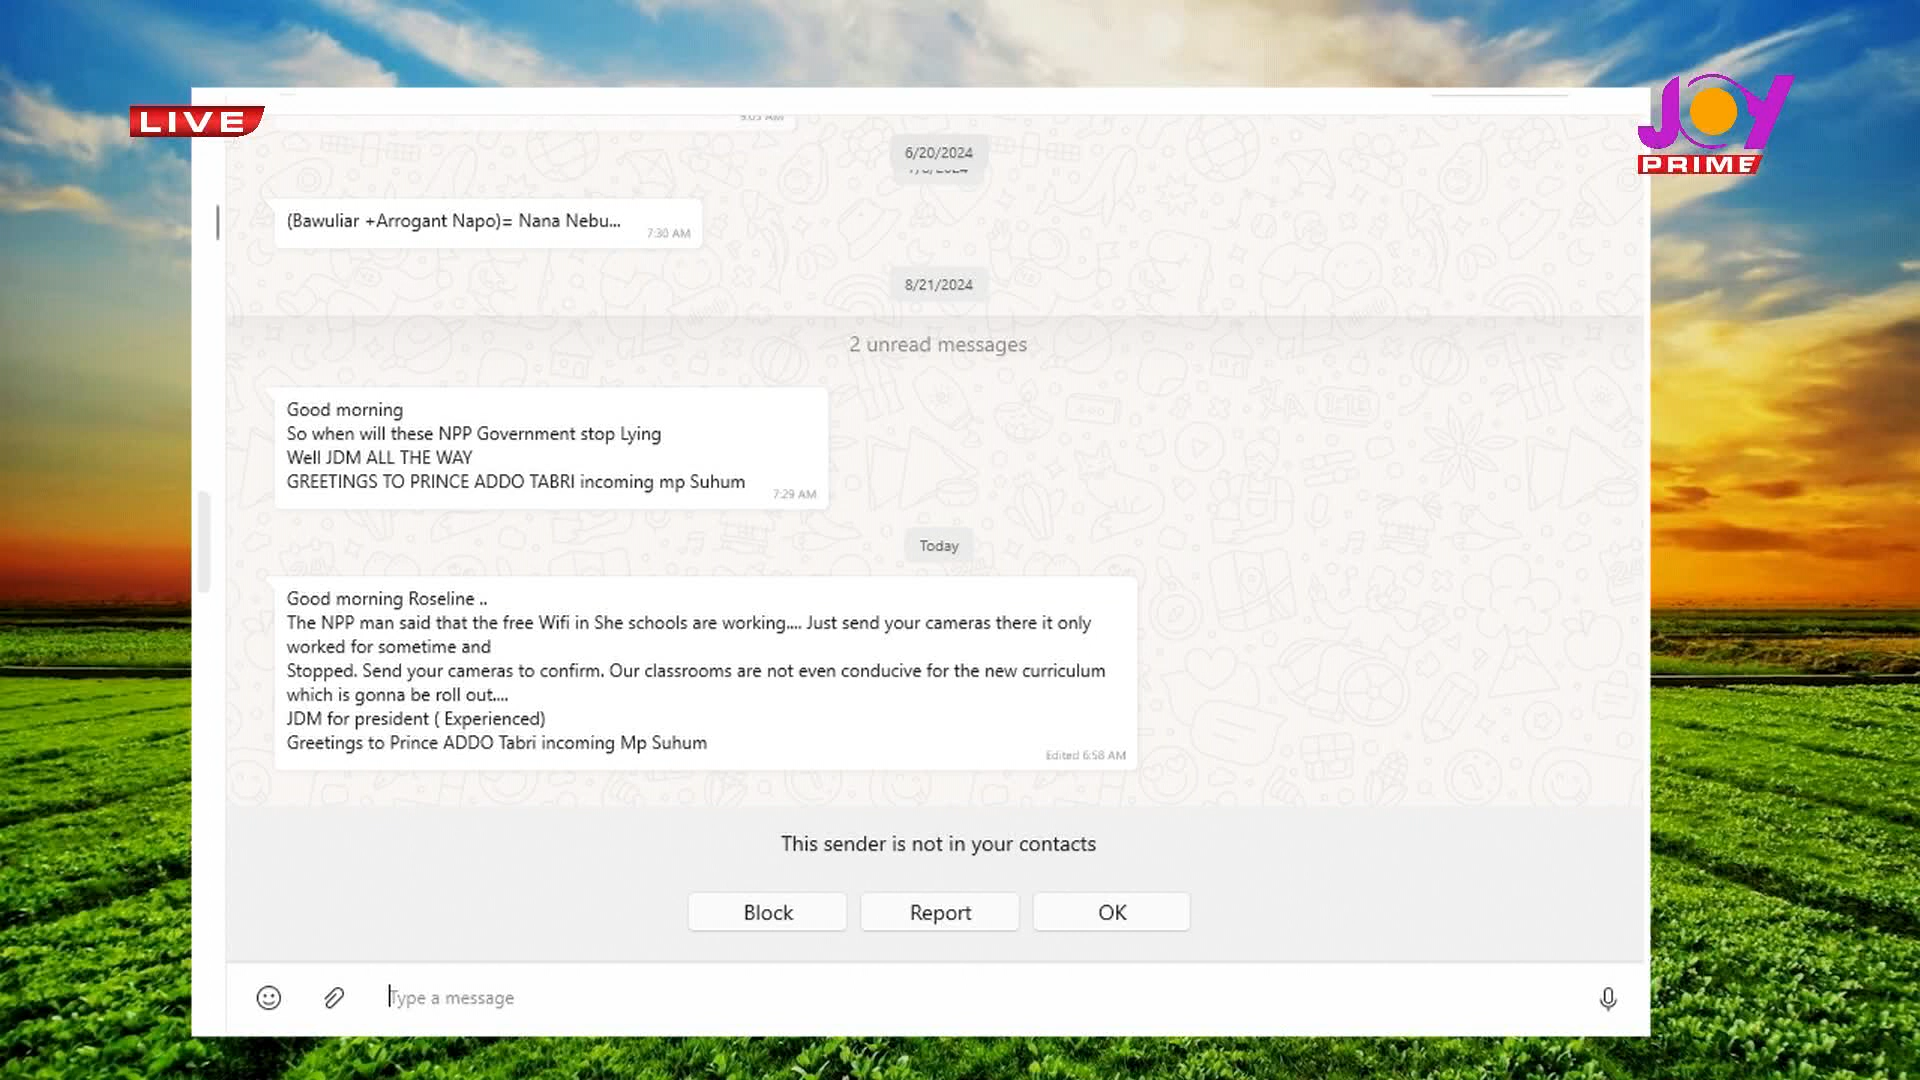 LIVE
JOY
PRIME
9:03 AM
6/20/2024
(Bawuliar +Arrogant Napo)= Nana Nebu...
7:30 AM
8/21/2024
2 unread messages
Good morning
So when will these NPP Government stop Lying
Well JDM ALL THE WAY
GREETINGS TO PRINCE ADDO TABRI incoming mp Suhum
7:29 AM
Today
Good morning Roseline ..
The NPP man said that the free Wifi in She schools are working.... Just send your cameras there it only
worked for sometime and
Stopped. Send your cameras to confirm. Our classrooms are not even conducive for the new curriculum
which is gonna be roll out....
JDM for president ( Experienced)
Greetings to Prince ADDO Tabri incoming Mp Suhum
Edited 6:58 AM
This sender is not in your contacts
Block
Report
OK
Type a message